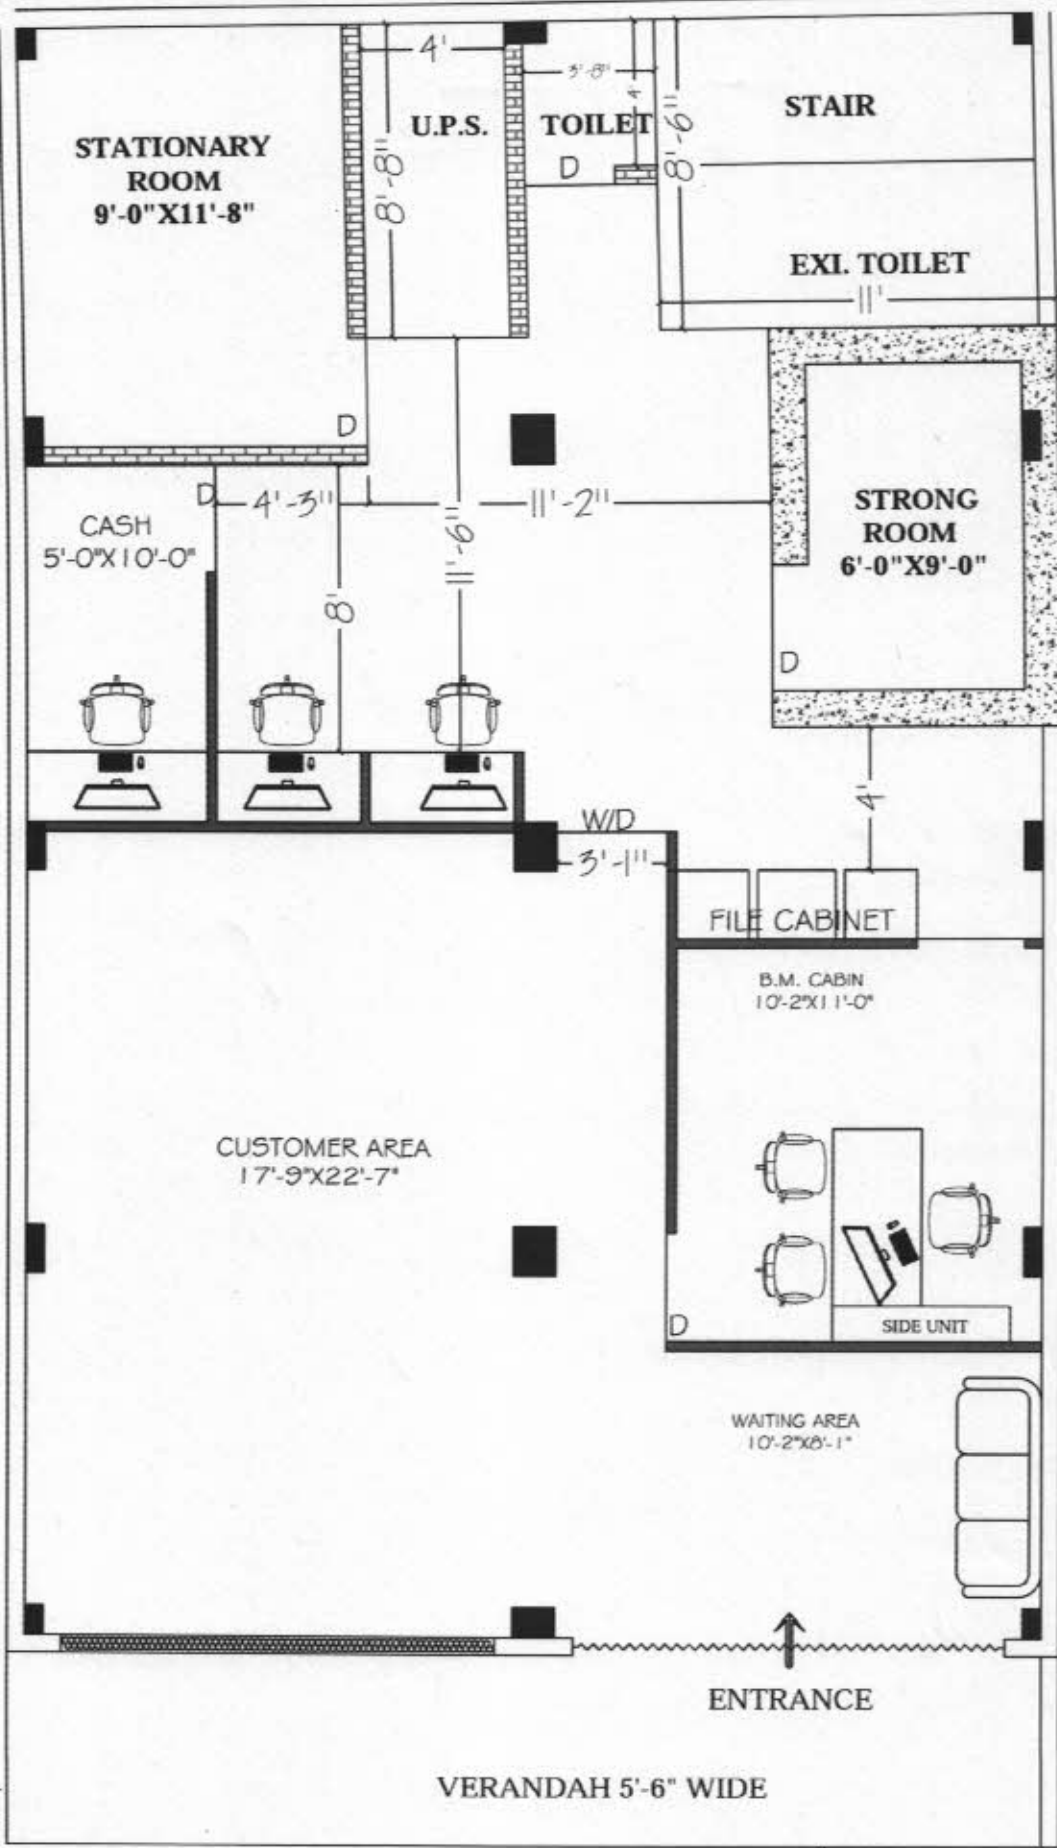 4'
3'-8"
4'
STATIONARY
ROOM
9'-0"X11'-8"
U.P.S.
8'-8"
TOILET
D
8'-6"
STAIR
EXI. TOILET
11'
D
D
4'-3"
11'-2"
CASH
5'-0"X10'-0"
8'
11'-6"
STRONG
ROOM
6'-0"X9'-0"
D
4'
W/D
3'-1"
FILE CABINET
B.M. CABIN
10'-2"X11'-0"
CUSTOMER AREA
17'-9"X22'-7"
D
SIDE UNIT
WAITING AREA
10'-2"X8'-1"
ENTRANCE
VERANDAH 5'-6" WIDE